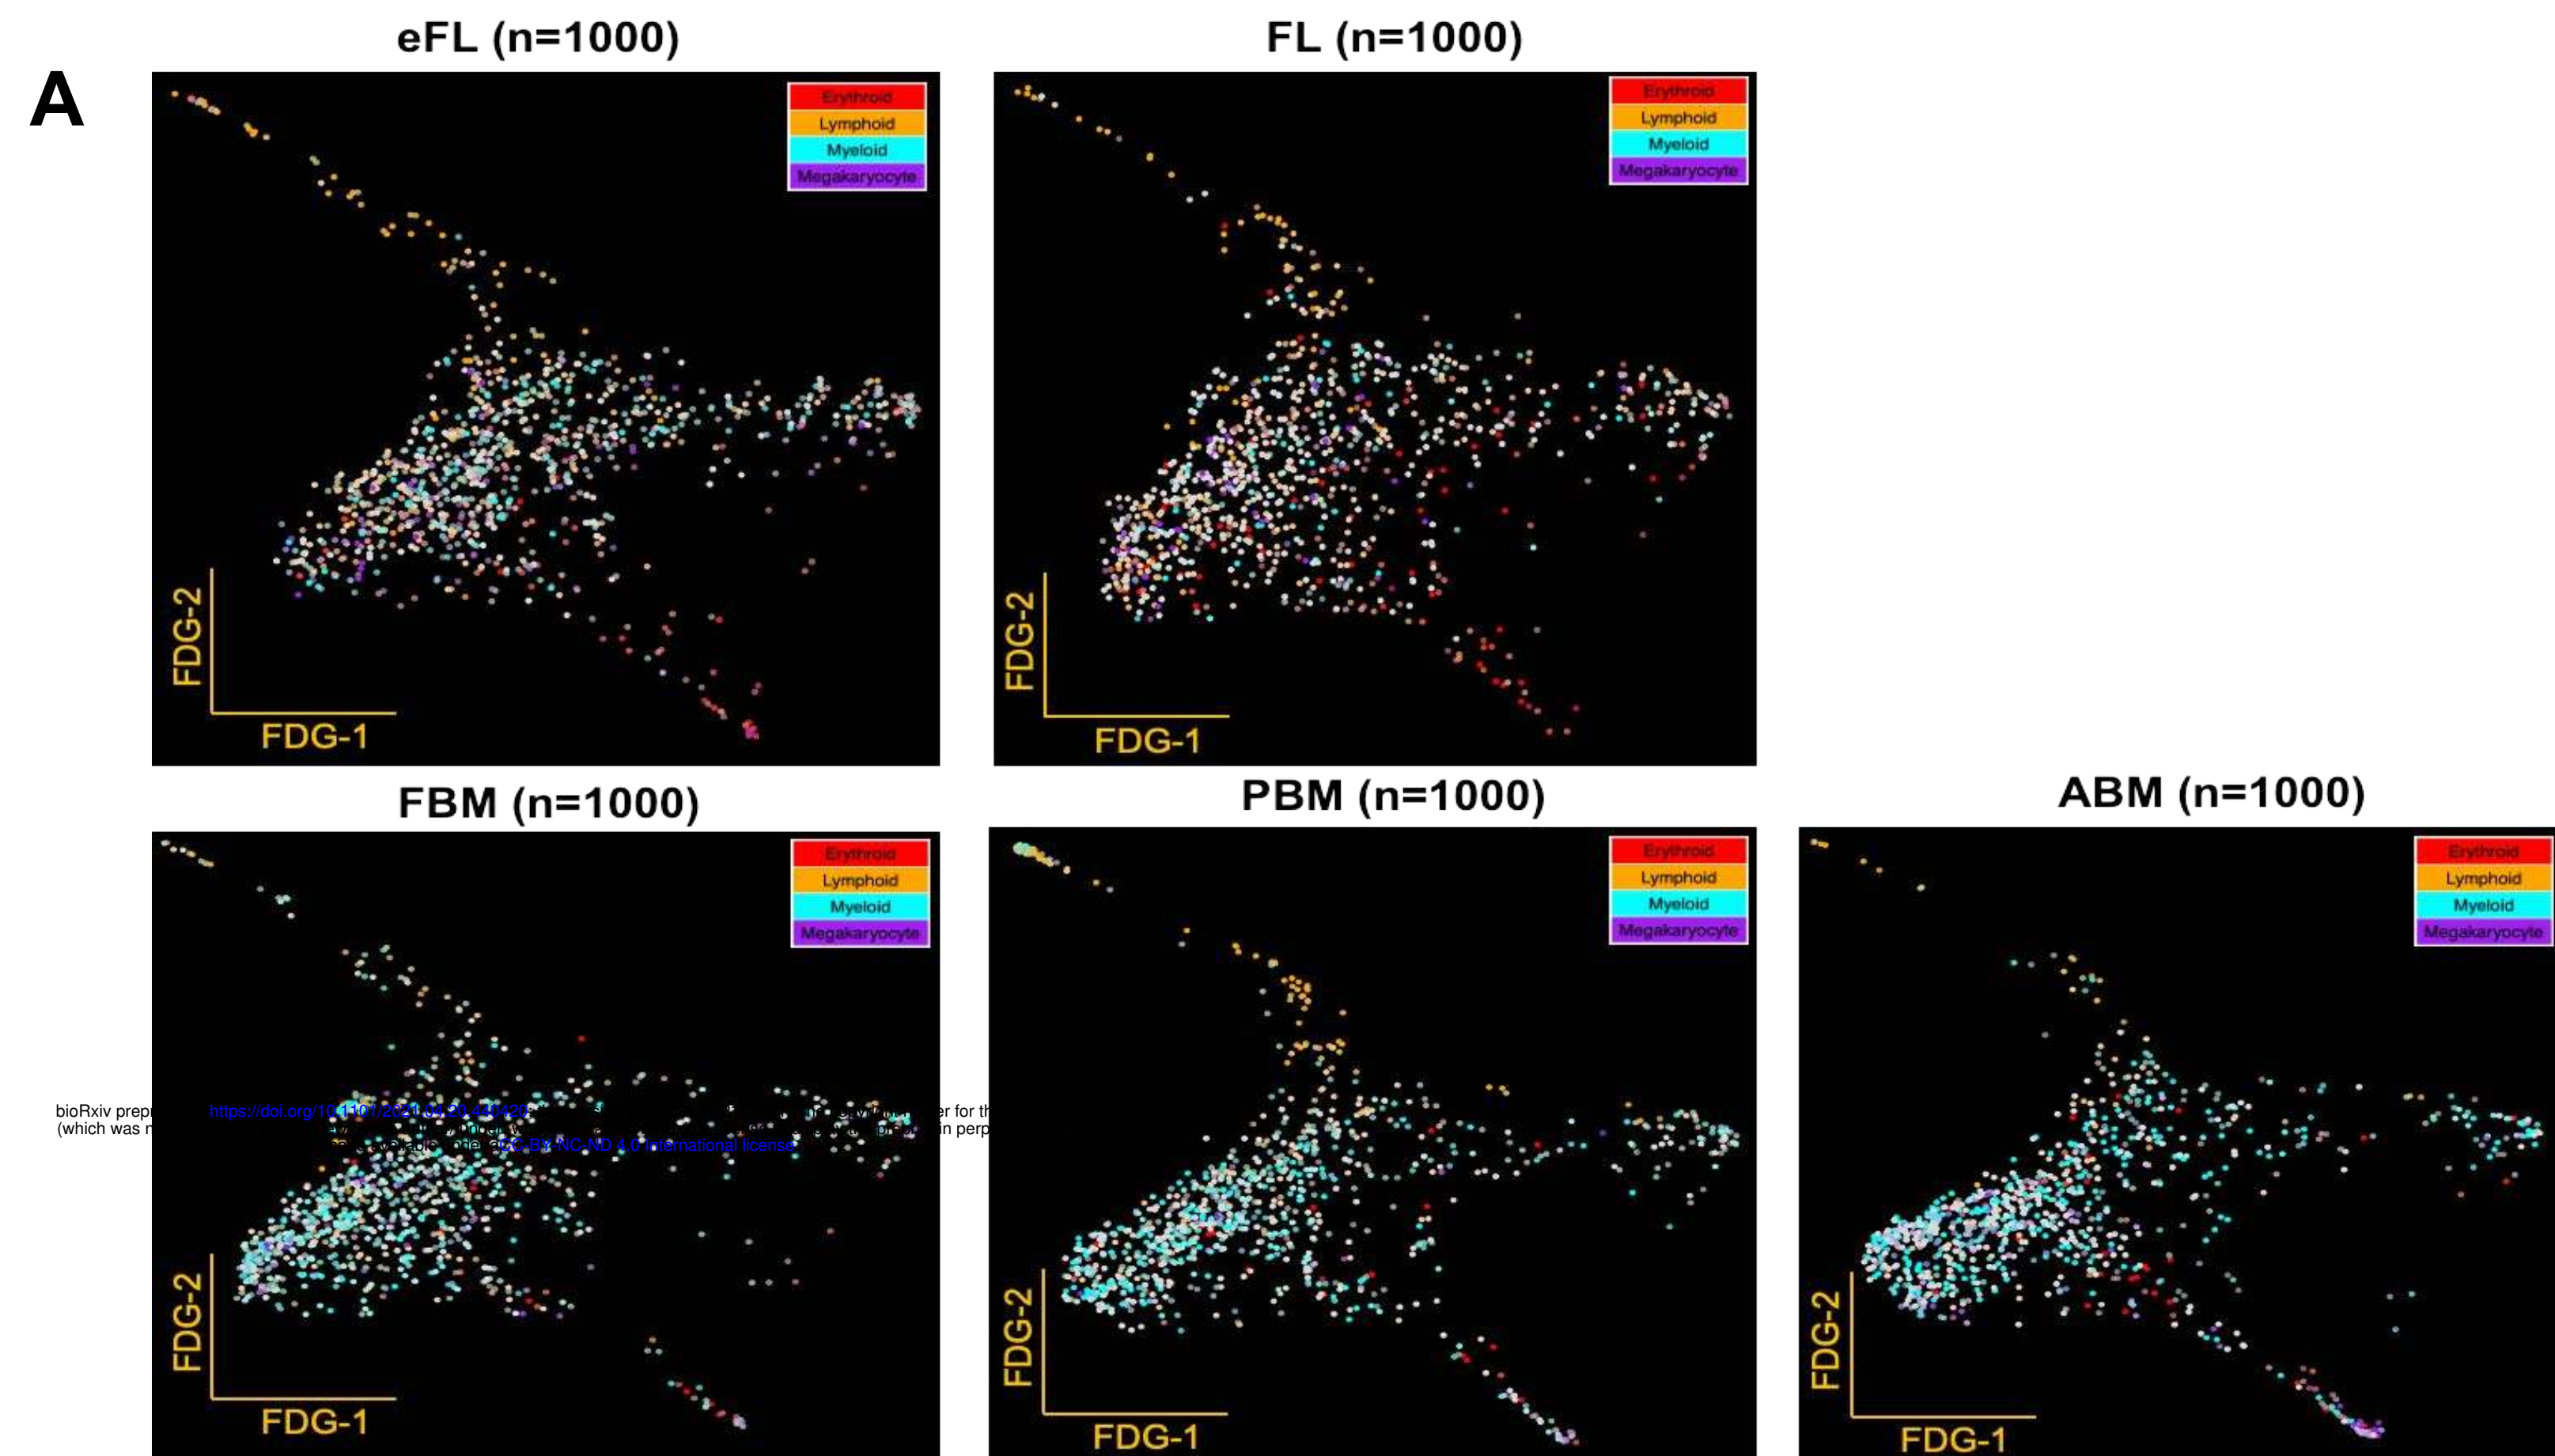 A
eFL (n=1000)
Erythroid
Lymphoid
Myeloid
Megakaryocyte
FDG-2
FDG-1
FL (n=1000)
Erythroid
Lymphoid
Myeloid
Megakaryocyte
FDG-2
FDG-1
FBM (n=1000)
Erythroid
Lymphoid
Myeloid
Megakaryocyte
bioRxiv https://doi.org/10.1101/2021.04.20.440420 for
(which was in
CC-BY-NC-ND 4.0 International license
FDG-2
FDG-1
PBM (n=1000)
Erythroid
Lymphoid
Myeloid
Megakaryocyte
FDG-2
FDG-1
ABM (n=1000)
Erythroid
Lymphoid
Myeloid
Megakaryocyte
FDG-2
FDG-1